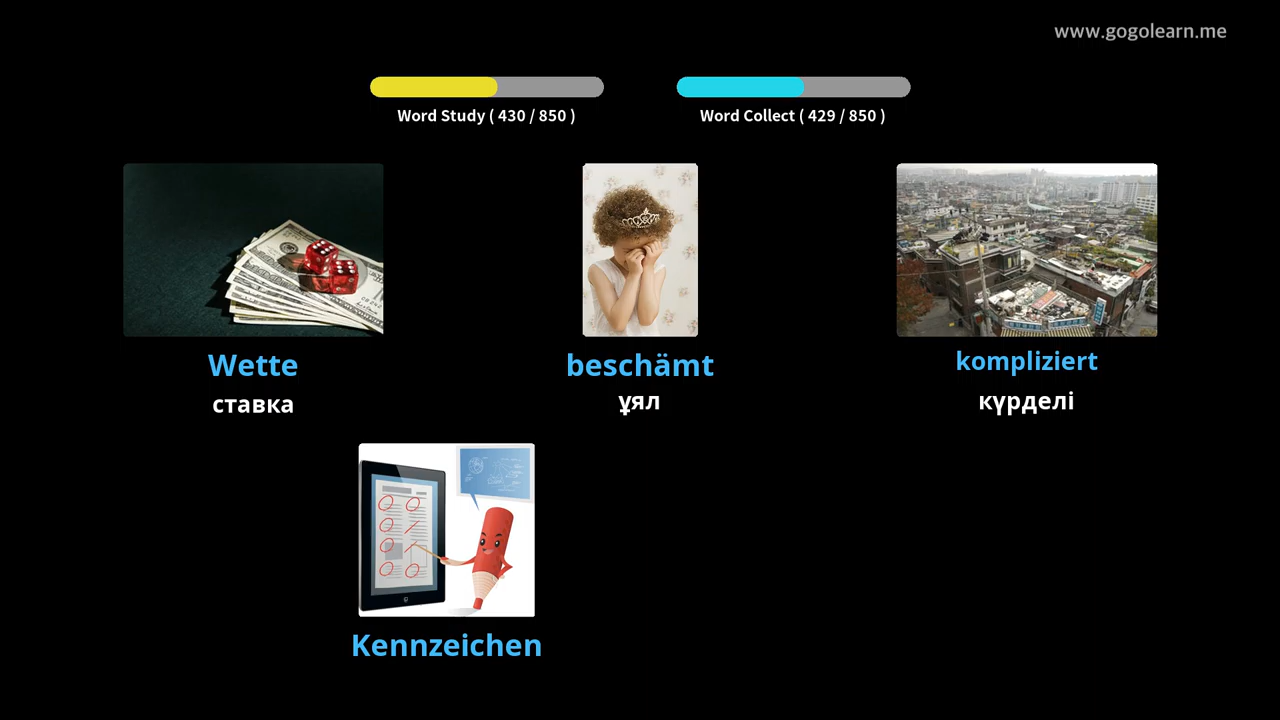 www.gogolearn.me
Word Study ( 430 / 850 )
Word Collect ( 429 / 850 )
Wette
beschämt
kompliziert
ставка
ұял
күрделі
Kennzeichen